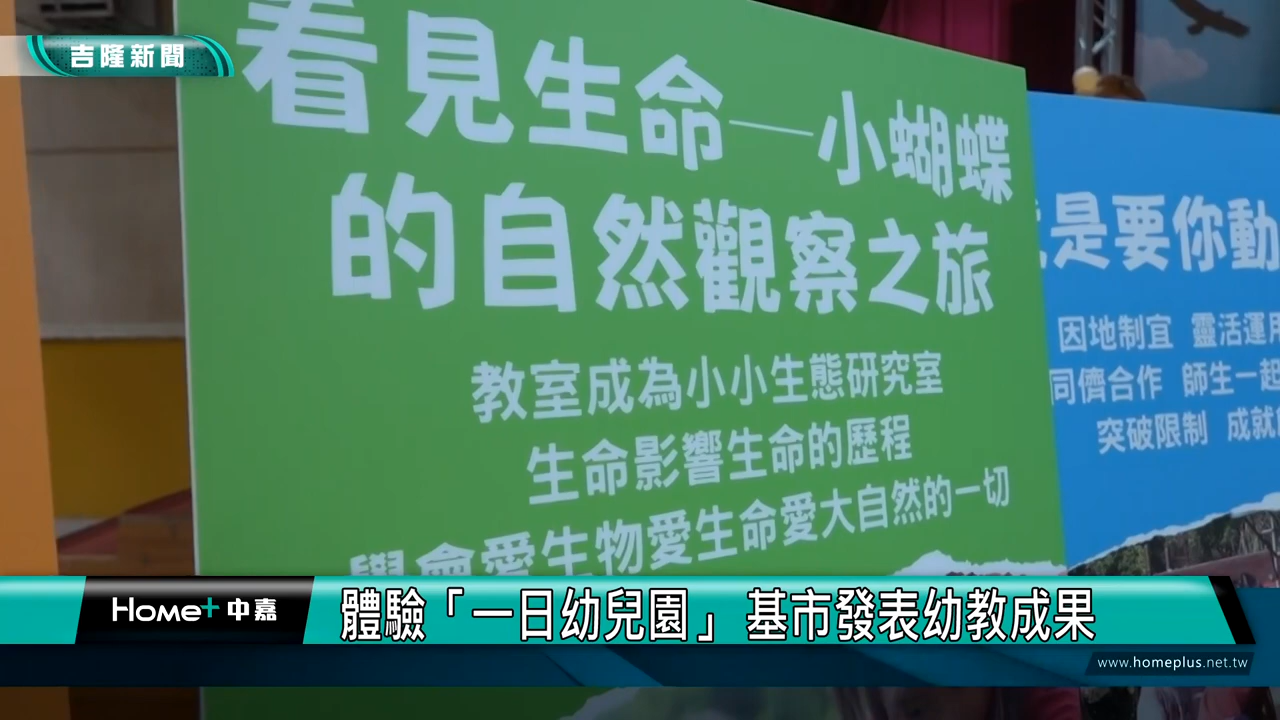 吉隆新聞
看見生命—小蝴蝶
的自然觀察之旅
教室成為小小生態研究室
生命影響生命的歷程
學會愛生物愛生命愛大自然的一切
是要你動
因地制宜 靈活運用
同儕合作 師生一起
突破限制 成就
Home+中嘉
體驗「一日幼兒園」 基市發表幼教成果
www.homeplus.net.tw